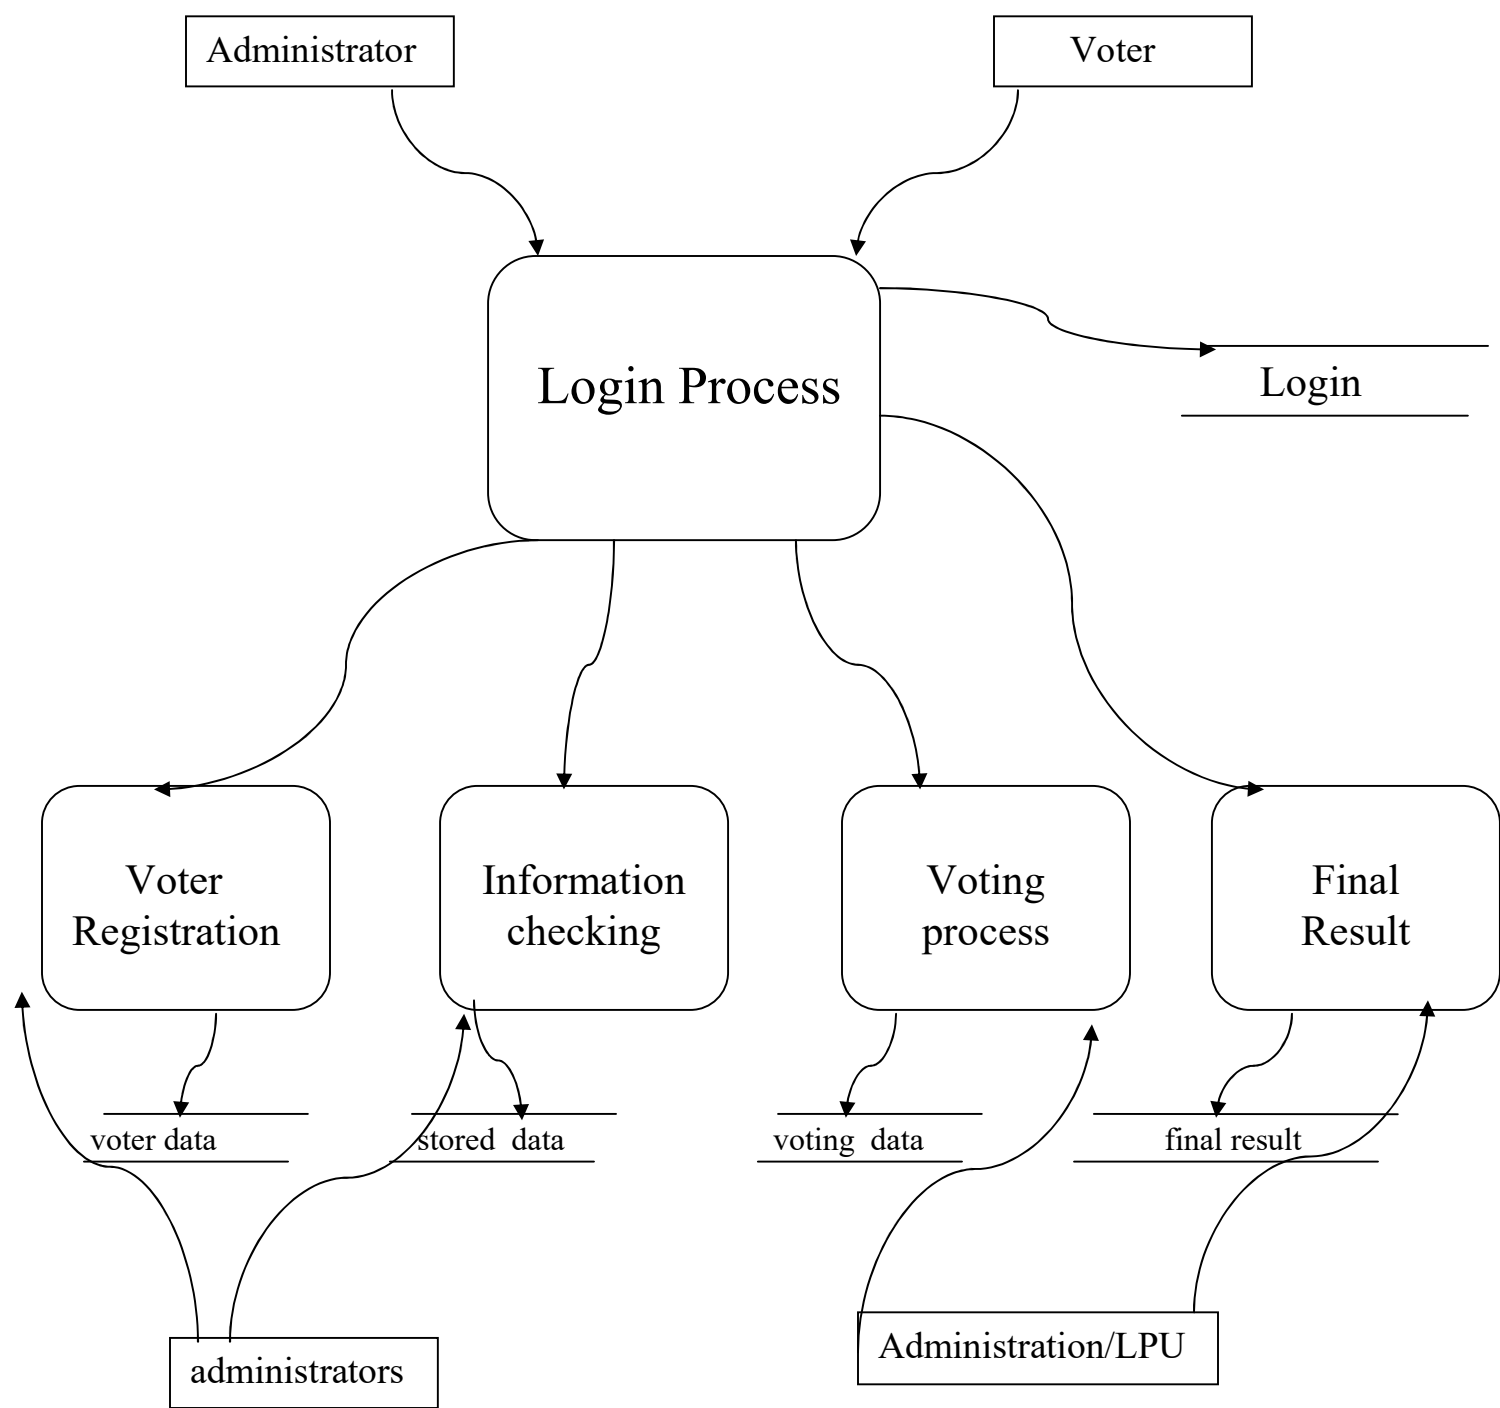 Administrator
Voter
Login Process
Login
Voter
Registration
Information
checking
Voting
process
Final
Result
voter data
stored  data
voting  data
final result
administrators
Administration/LPU